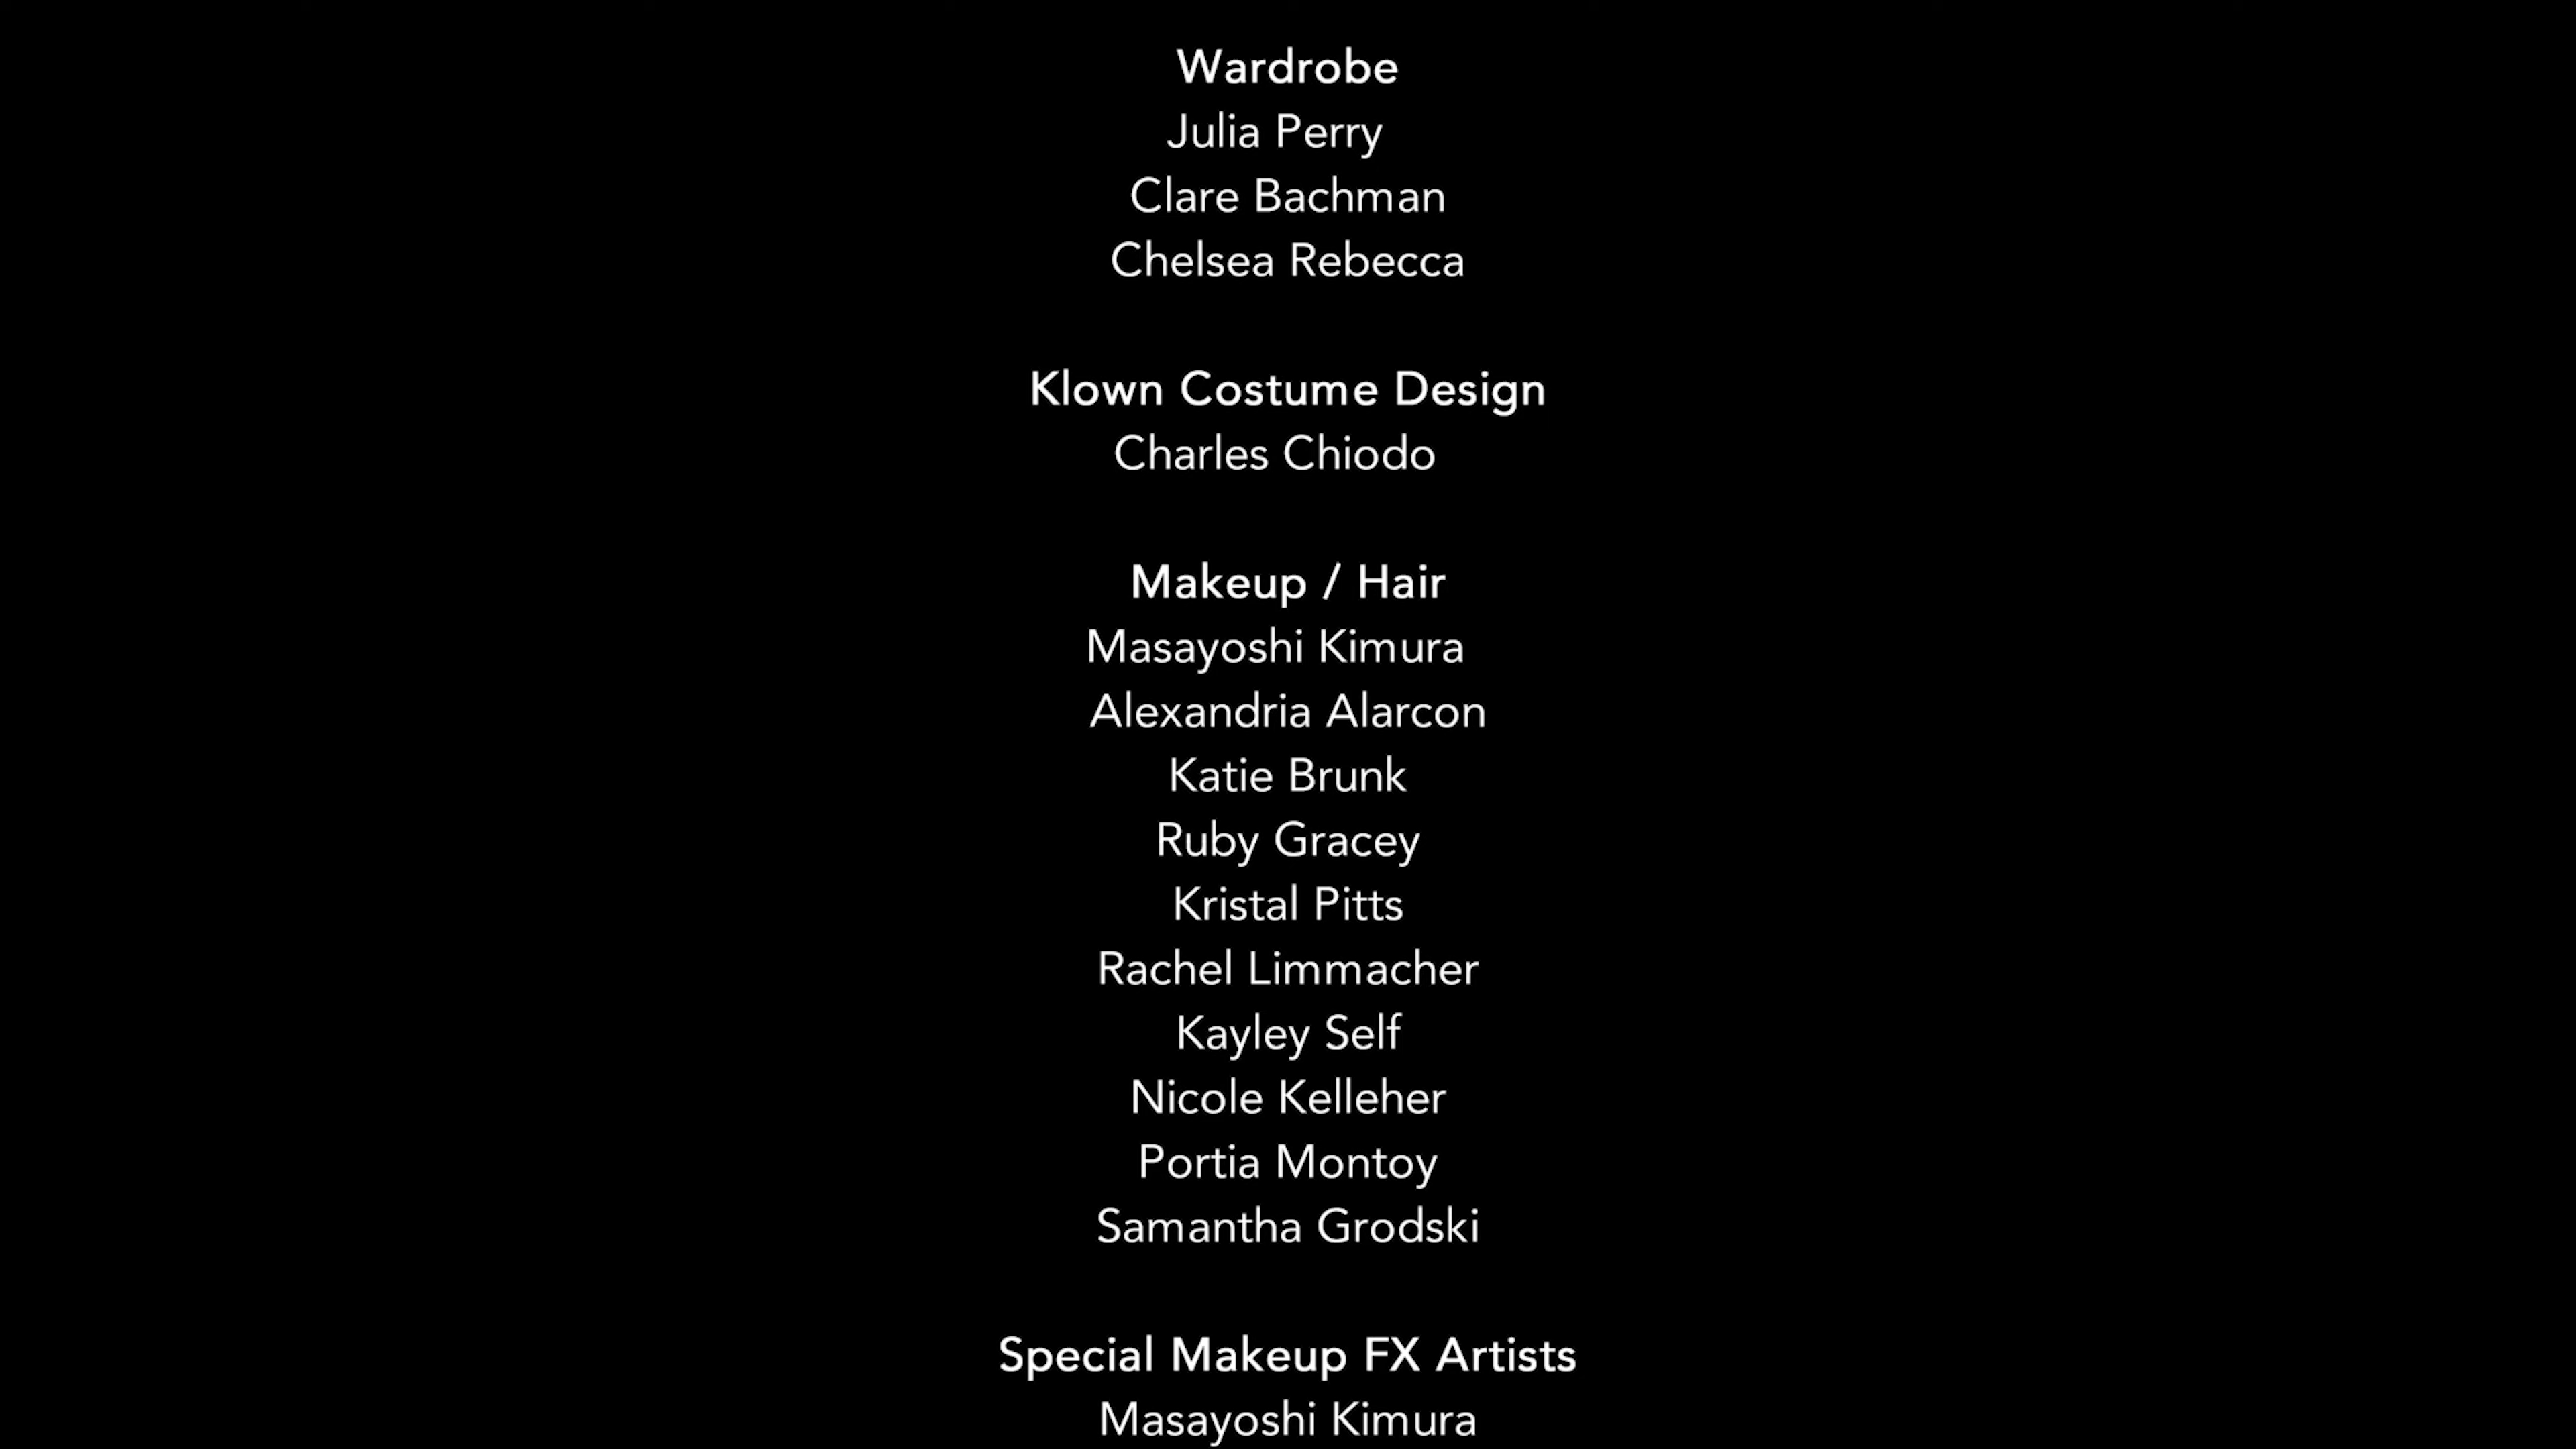 Wardrobe
Julia Perry
Clare Bachman
Chelsea Rebecca
Klown Costume Design
Charles Chiodo
Makeup / Hair
Masayoshi Kimura
Alexandria Alarcon
Katie Brunk
Ruby Gracey
Kristal Pitts
Rachel Limmacher
Kayley Self
Nicole Kelleher
Portia Montoy
Samantha Grodski
Special Makeup FX Artists
Masayoshi Kimura